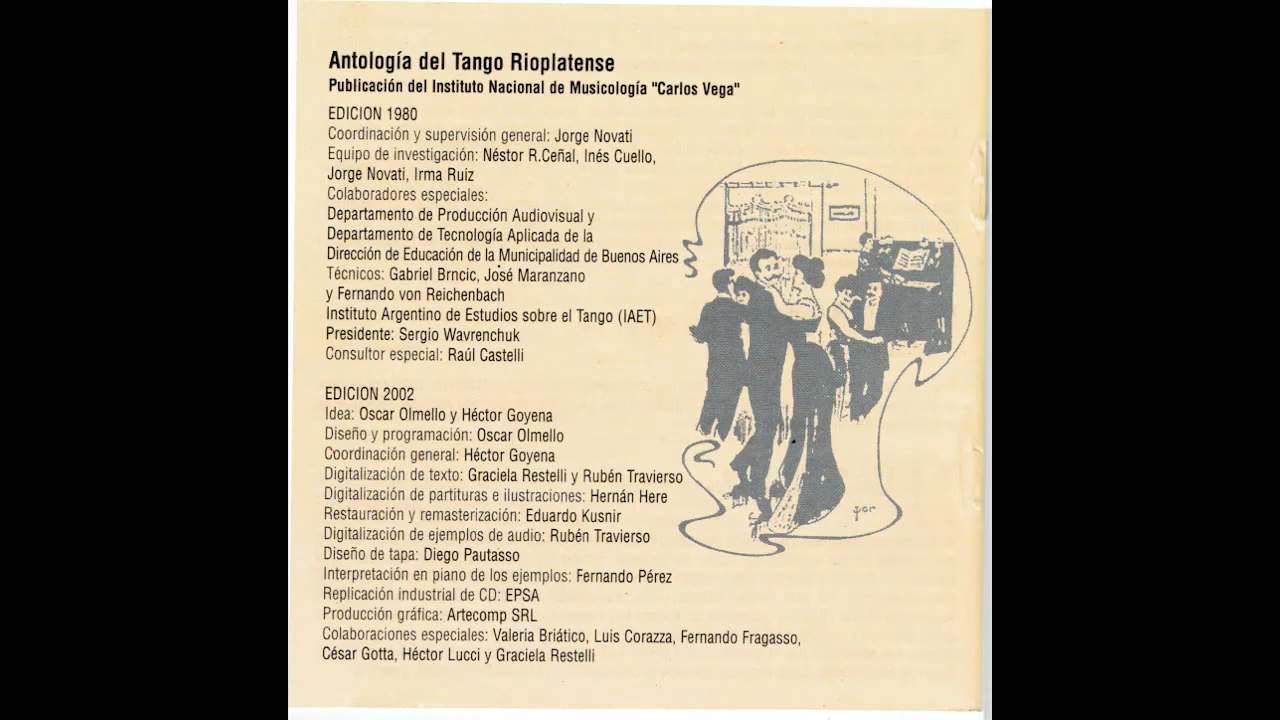 Antología del Tango Rioplatense
Publicación del Instituto Nacional de Musicología "Carlos Vega"
EDICION 1980
Coordinación y supervisión general: Jorge Novati
Equipo de investigación: Néstor R.Ceñal, Inés Cuello,
Jorge Novati, Irma Ruiz
Colaboradores especiales:
Departamento de Producción Audiovisual y
Departamento de Tecnología Aplicada de la
Dirección de Educación de la Municipalidad de Buenos Aires
Técnicos: Gabriel Brncic, José Maranzano
y Fernando von Reichenbach
Instituto Argentino de Estudios sobre el Tango (IAET)
Presidente: Sergio Wavrenchuk
Consultor especial: Raúl Castelli
EDICION 2002
Idea: Oscar Olmello y Héctor Goyena
Diseño y programación: Oscar Olmello
Coordinación general: Héctor Goyena
Digitalización de texto: Graciela Restelli y Rubén Travierso
Digitalización de partituras e ilustraciones: Hernán Here
Restauración y remasterización: Eduardo Kusnir
Digitalización de ejemplos de audio: Rubén Travierso
Diseño de tapa: Diego Pautasso
Interpretación en piano de los ejemplos: Fernando Pérez
Replicación industrial de CD: EPSA
Producción gráfica: Artecomp SRL
Colaboraciones especiales: Valeria Briático, Luis Corazza, Fernando Fragasso,
César Gotta, Héctor Lucci y Graciela Restelli